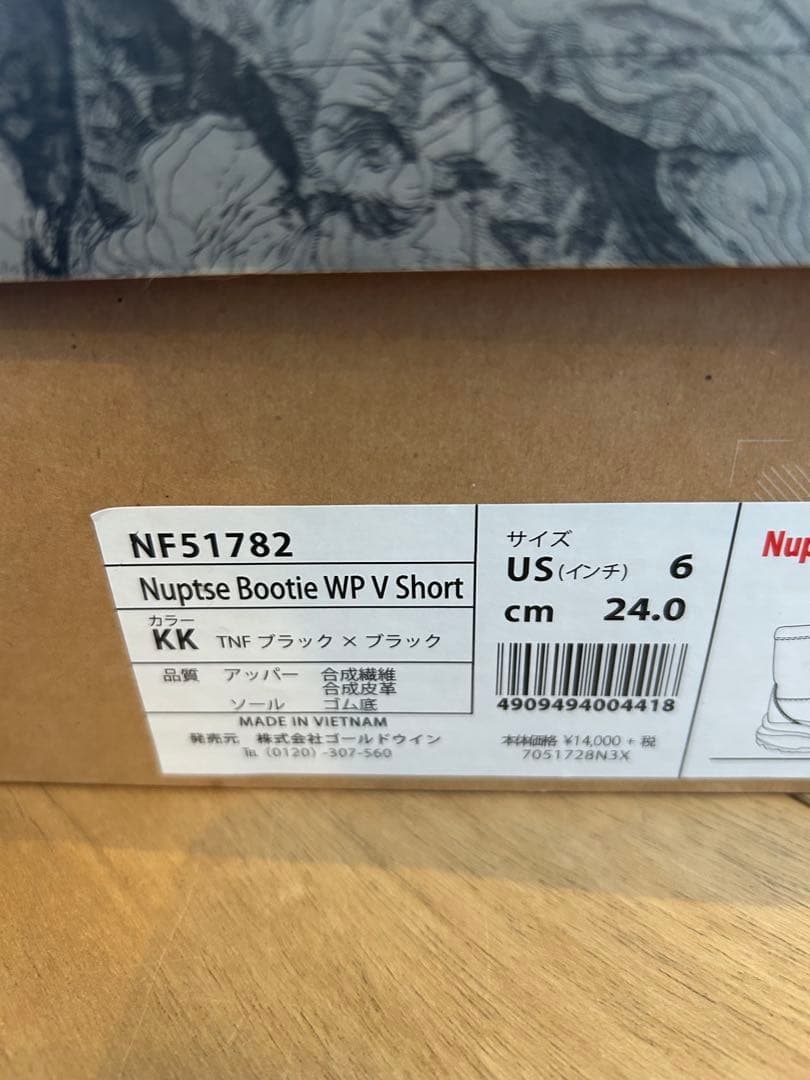 NF51782
Nuptse Bootie WP V Short
カラー
KK TNF ブラック × ブラック
品質 アッパー 合成繊維
合成皮革
ソール ゴム底
MADE IN VIETNAM
発売元 株式会社ゴールドウイン
℡ (0120) -307-560
サイズ
US (インチ) 6
cm 24.0
4909494004418
本体価格 ¥14,000 + 税
7051728N3X
Nup